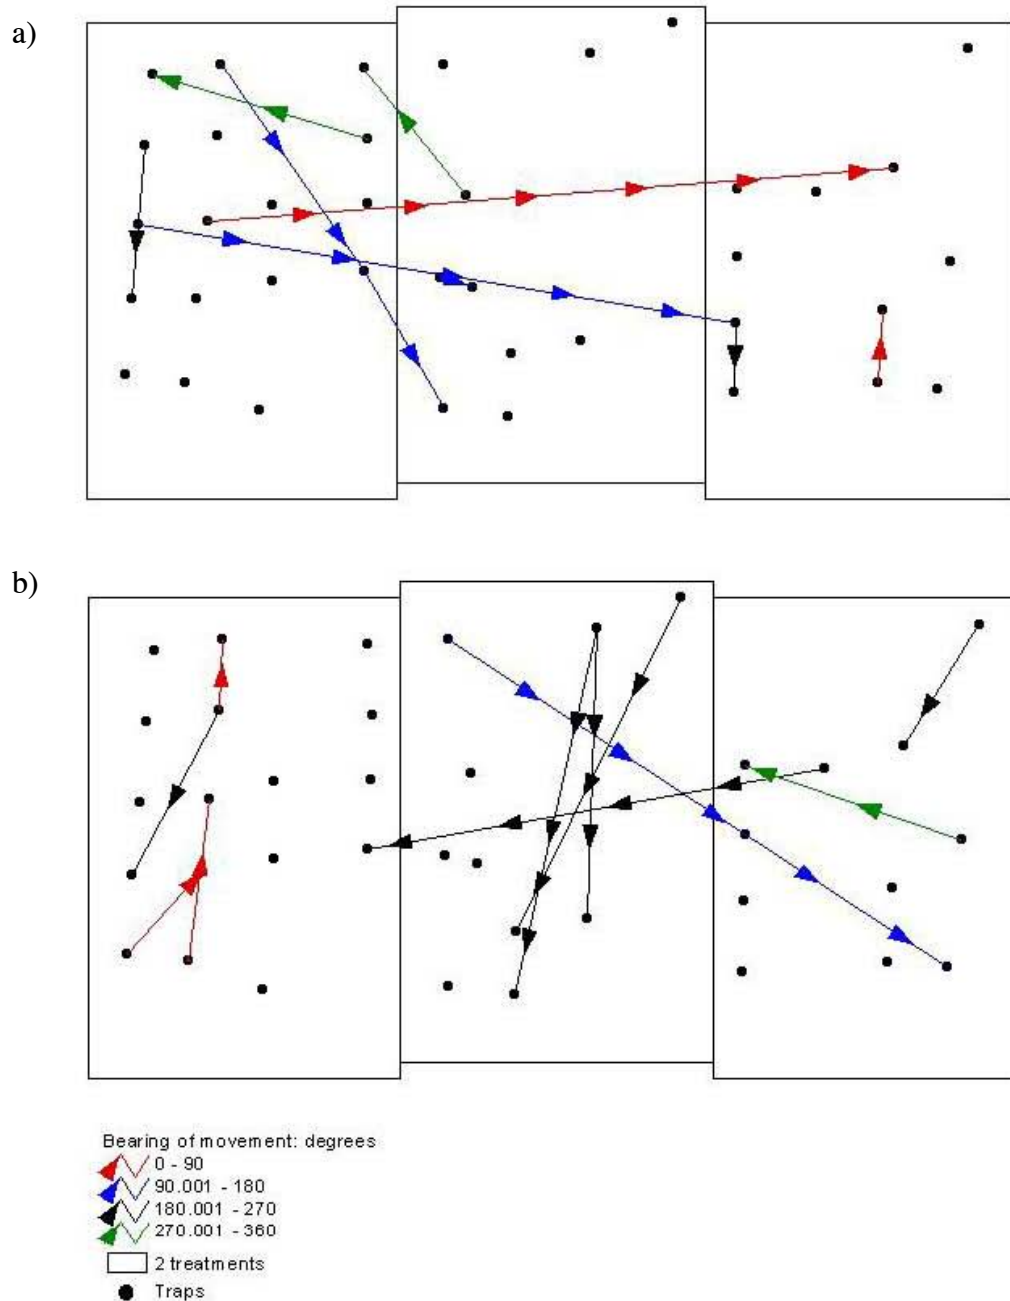 a)
b)
Bearing of movement: degrees
0 - 90
90.001 - 180
180.001 - 270
270.001 - 360
2 treatments
Traps